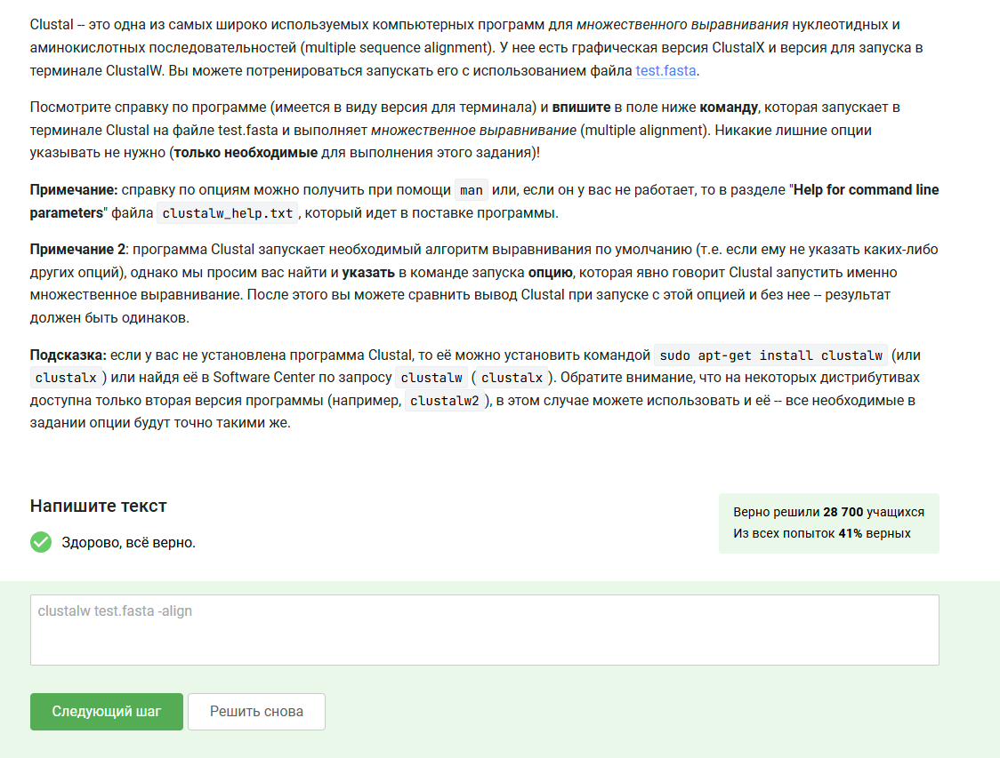 Clustal -- это одна из самых широко используемых компьютерных программ для множественного выравнивания нуклеотидных и
аминокислотных последовательностей (multiple sequence alignment). У нее есть графическая версия ClustalX и версия для запуска в
терминале ClustalW. Вы можете потренироваться запускать его с использованием файла test.fasta.
Посмотрите справку по программе (имеется в виду версия для терминала) и впишите в поле ниже команду, которая запускает в
терминале Clustal на файле test.fasta и выполняет множественное выравнивание (multiple alignment). Никакие лишние опции
указывать не нужно (только необходимые для выполнения этого задания)!
Примечание: справку по опциям можно получить при помощи man или, если он у вас не работает, то в разделе "Help for command line
parameters" файла clustalw_help.txt, который идет в поставке программы.
Примечание 2: программа Clustal запускает необходимый алгоритм выравнивания по умолчанию (т.е. если ему не указать каких-либо
других опций), однако мы просим вас найти и указать в команде запуска опцию, которая явно говорит Clustal запустить именно
множественное выравнивание. После этого вы можете сравнить вывод Clustal при запуске с этой опцией и без нее -- результат
должен быть одинаков.
Подсказка: если у вас не установлена программа Clustal, то её можно установить командой sudo apt-get install clustalw (или
clustalx ) или найдя её в Software Center по запросу clustalw ( clustalx ). Обратите внимание, что на некоторых дистрибутивах
доступна только вторая версия программы (например, clustalw2 ), в этом случае можете использовать и её -- все необходимые в
задании опции будут точно такими же.
Напишите текст
Верно решили 28 700 учащихся
Из всех попыток 41% верных
Здорово, всё верно.
clustalw test.fasta -align
Следующий шаг
Решить снова